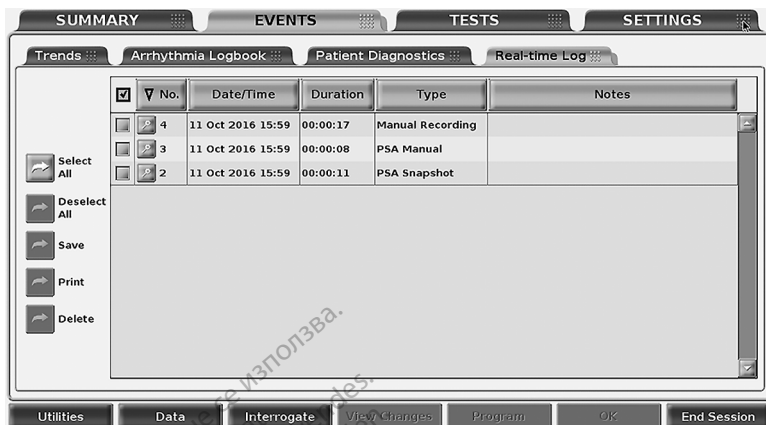 SUMMARY EVENTS TESTS SETTINGS
Trends Arrhythmia Logbook Patient Diagnostics Real-time Log
No. Date/Time Duration Type Notes
4 11 Oct 2016 15:59 00:00:17 Manual Recording
3 11 Oct 2016 15:59 00:00:08 PSA Manual
2 11 Oct 2016 15:59 00:00:11 PSA Snapshot
Select
All
Deselect
All
Save
Print
Delete
се използва.
Utilities Data Interrogate View Changes Program OK End Session